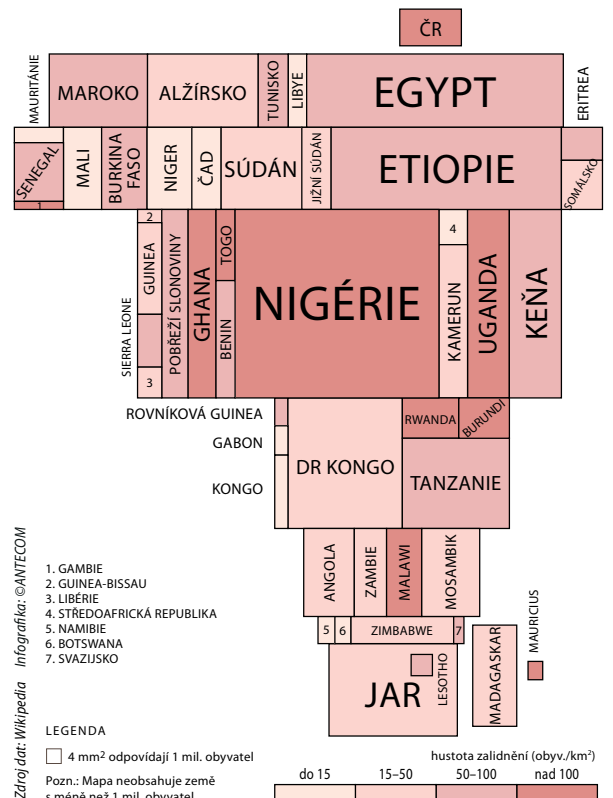 ČR
MAURITÁNIE
MAROKO
ALŽÍRSKO
TUNISKO
LIBYE
EGYPT
ERITREA
SENEGAL
1
MALI
BURKINA
FASO
NIGER
ČAD
SÚDÁN
JIŽNÍ SÚDÁN
ETIOPIE
SOMÁLSKO
2
GUINEA
SIERRA LEONE
3
POBŘEŽÍ SLONOVINY
GHANA
TOGO
BENIN
NIGÉRIE
4
KAMERUN
UGANDA
KEŇA
ROVNÍKOVÁ GUINEA
GABON
KONGO
DR KONGO
RWANDA
BURUNDI
TANZANIE
ANGOLA
ZAMBIE
MALAWI
MOSAMBIK
5
6
ZIMBABWE
7
JAR
LESOTHO
MADAGASKAR
MAURICIUS
1. GAMBIE
2. GUINEA-BISSAU
3. LIBÉRIE
4. STŘEDOAFRICKÁ REPUBLIKA
5. NAMIBIE
6. BOTSWANA
7. SVAZIJSKO
Zdroj dat: Wikipedia Infografika: ©ANTECOM
LEGENDA
4 mm² odpovídají 1 mil. obyvatel
Pozn.: Mapa neobsahuje země
s méně než 1 mil. obyvatel
hustota zalidnění (obyv./km²)
do 15
15–50
50–100
nad 100